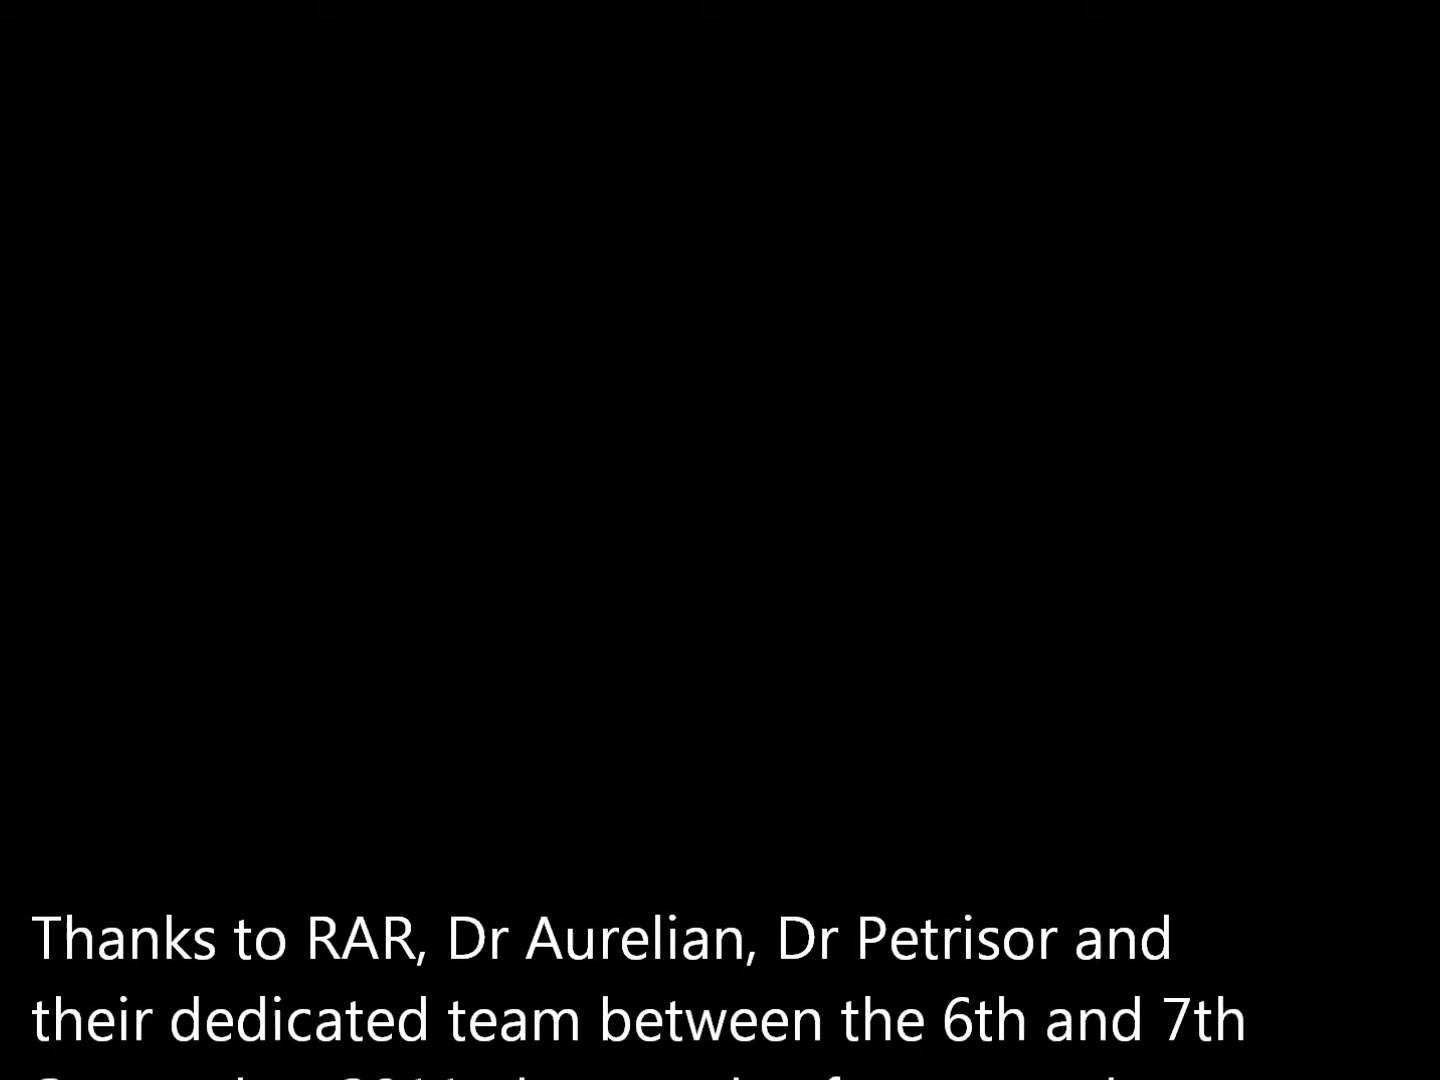 Thanks to RAR, Dr Aurelian, Dr Petrisor and
their dedicated team between the 6th and 7th